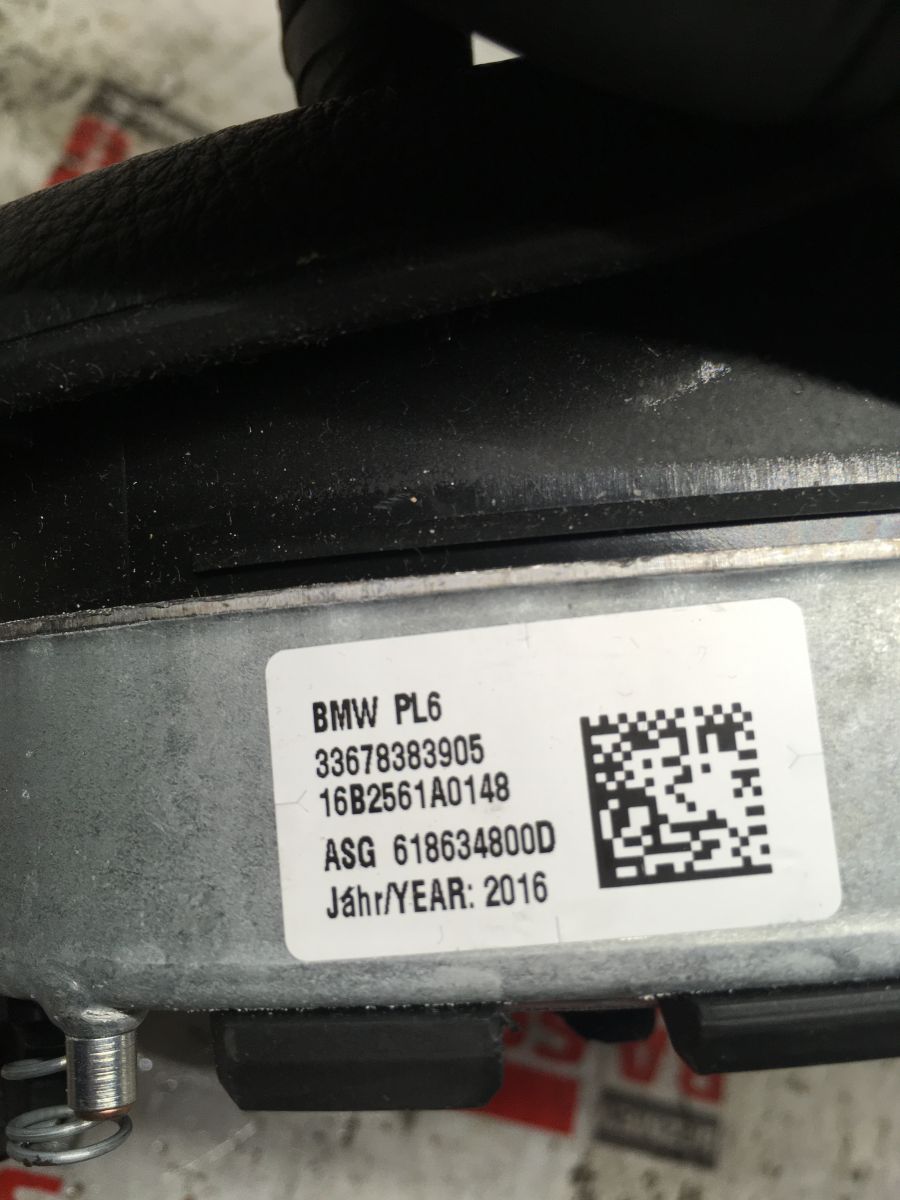 BMW PL6
33678383905
16B2561A0148
ASG 618634800D
Jáhr/YEAR: 2016